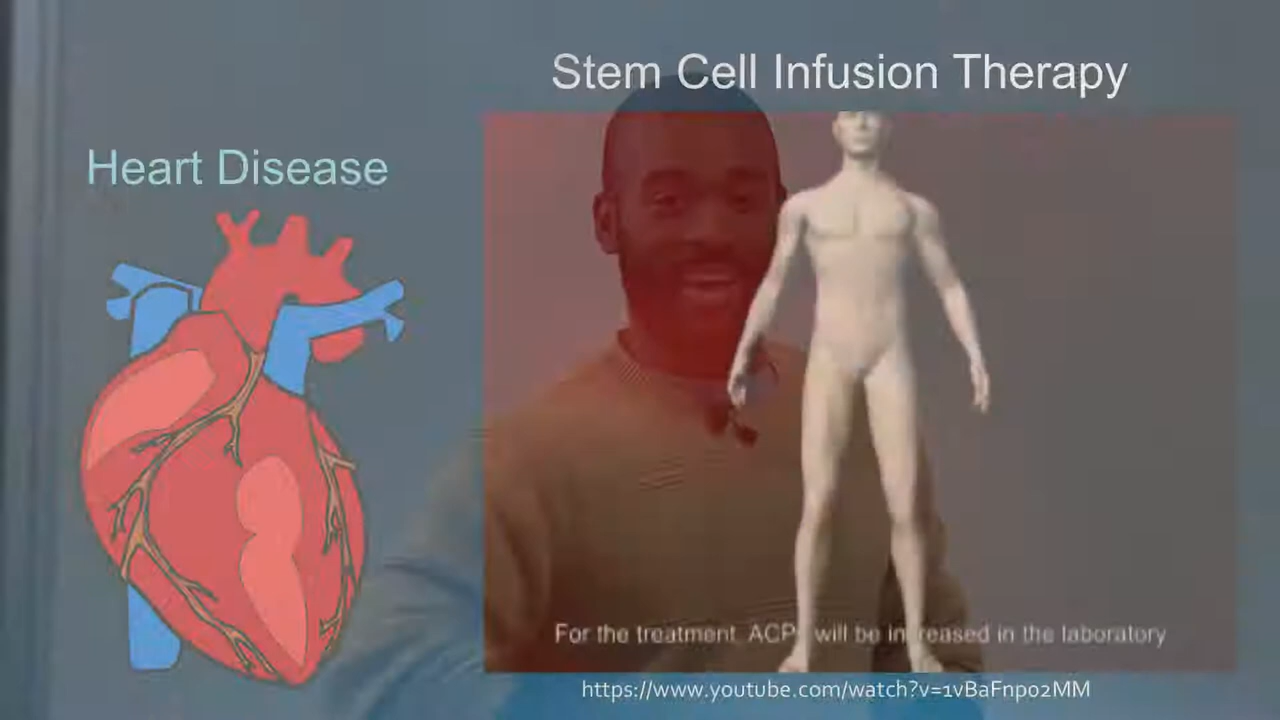 Stem Cell Infusion Therapy
Heart Disease
For the treatment ACPs will be increased in the laboratory
https://www.youtube.com/watch?v=1vBaFnpo2MM